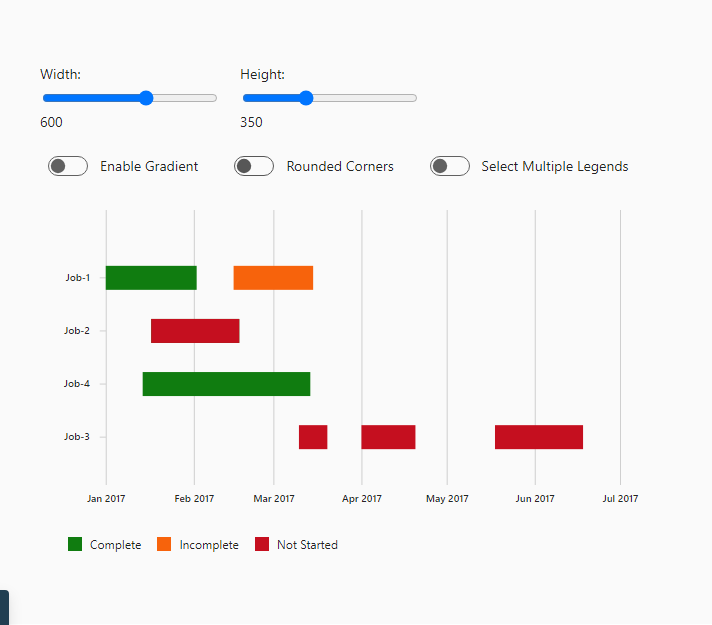 Width: Height:
600 350
Enable Gradient Rounded Corners Select Multiple Legends
Job-1
Job-2
Job-4
Job-3
Jan 2017 Feb 2017 Mar 2017 Apr 2017 May 2017 Jun 2017 Jul 2017
Complete Incomplete Not Started